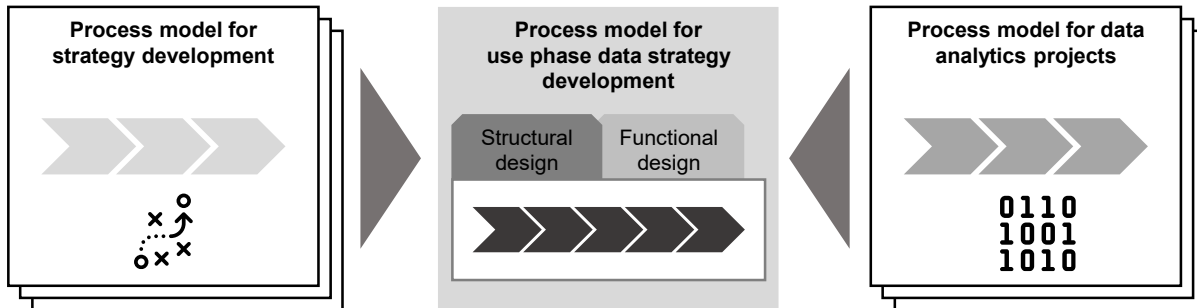 Process model for
strategy development
Process model for
use phase data strategy
development
Structural
design
Functional
design
Process model for data
analytics projects
0110
1001
1010